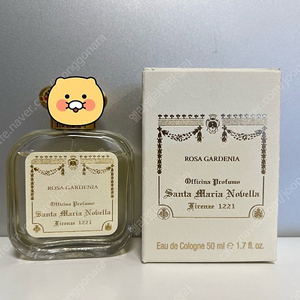 ROSA GARDENIA
Officina Profumo
Santa Maria Novella
Firenze 1221
ROSA GARDENIA
Officina Profumo
Santa Maria Novella
Firenze 1221
Eau de Cologne 50 ml ℮ 1.7 fl. oz.